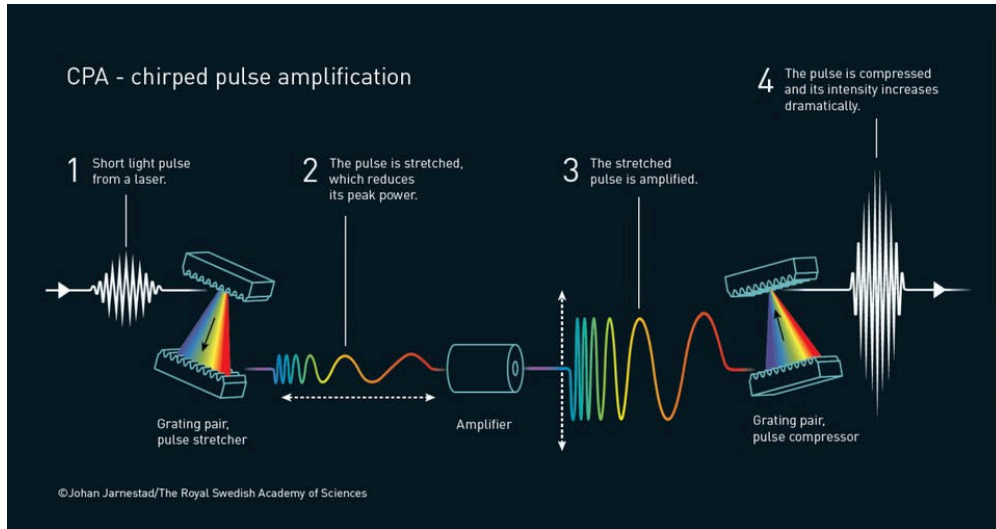 CPA - chirped pulse amplification
1 Short light pulse
from a laser.
2 The pulse is stretched,
which reduces
its peak power.
3 The stretched
pulse is amplified.
4 The pulse is compressed
and its intensity increases
dramatically.
Grating pair,
pulse stretcher
Amplifier
Grating pair,
pulse compressor
©Johan Jarnestad/The Royal Swedish Academy of Sciences